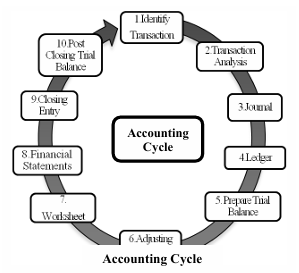 1.Identify
Transaction
2.Transaction
Analysis
3.Journal
4.Ledger
5.Prepare Trial
Balance
6.Adjusting
7.
Worksheet
8.Financial
Statements
9.Closing
Entry
10.Post
Closing Trial
Balance
Accounting
Cycle
Accounting Cycle